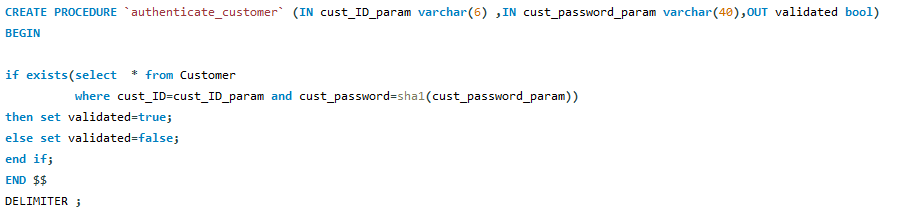 CREATE PROCEDURE `authenticate_customer` (IN cust_ID_param varchar(6) ,IN cust_password_param varchar(40),OUT validated bool)
BEGIN
if exists(select  * from Customer
where cust_ID=cust_ID_param and cust_password=sha1(cust_password_param))
then set validated=true;
else set validated=false;
end if;
END $$
DELIMITER ;